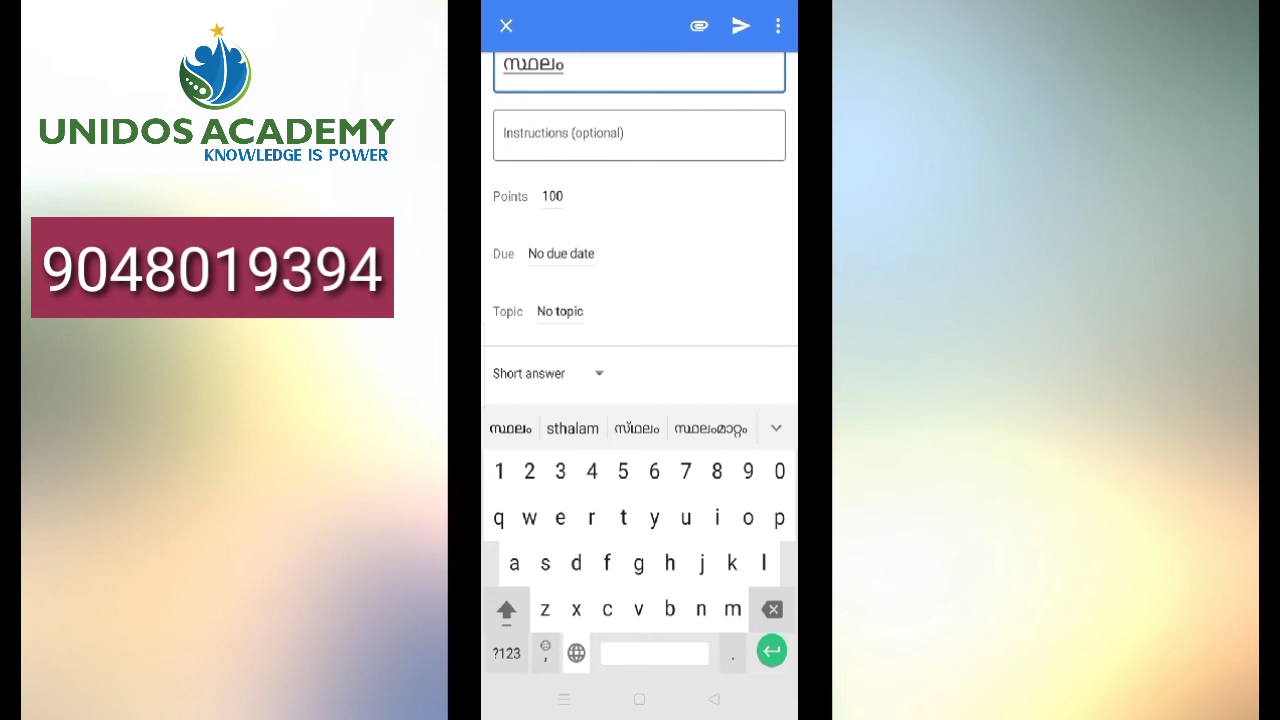 UNIDOS ACADEMY
KNOWLEDGE IS POWER
9048019394
സ്ഥലം
Instructions (optional)
Points 100
Due No due date
Topic No topic
Short answer
സ്ഥലം sthalam സ്ഥലം സ്ഥലംമാറ്റം
1 2 3 4 5 6 7 8 9 0
q w e r t y u i o p
a s d f g h j k l
z x c v b n m
?123 , .